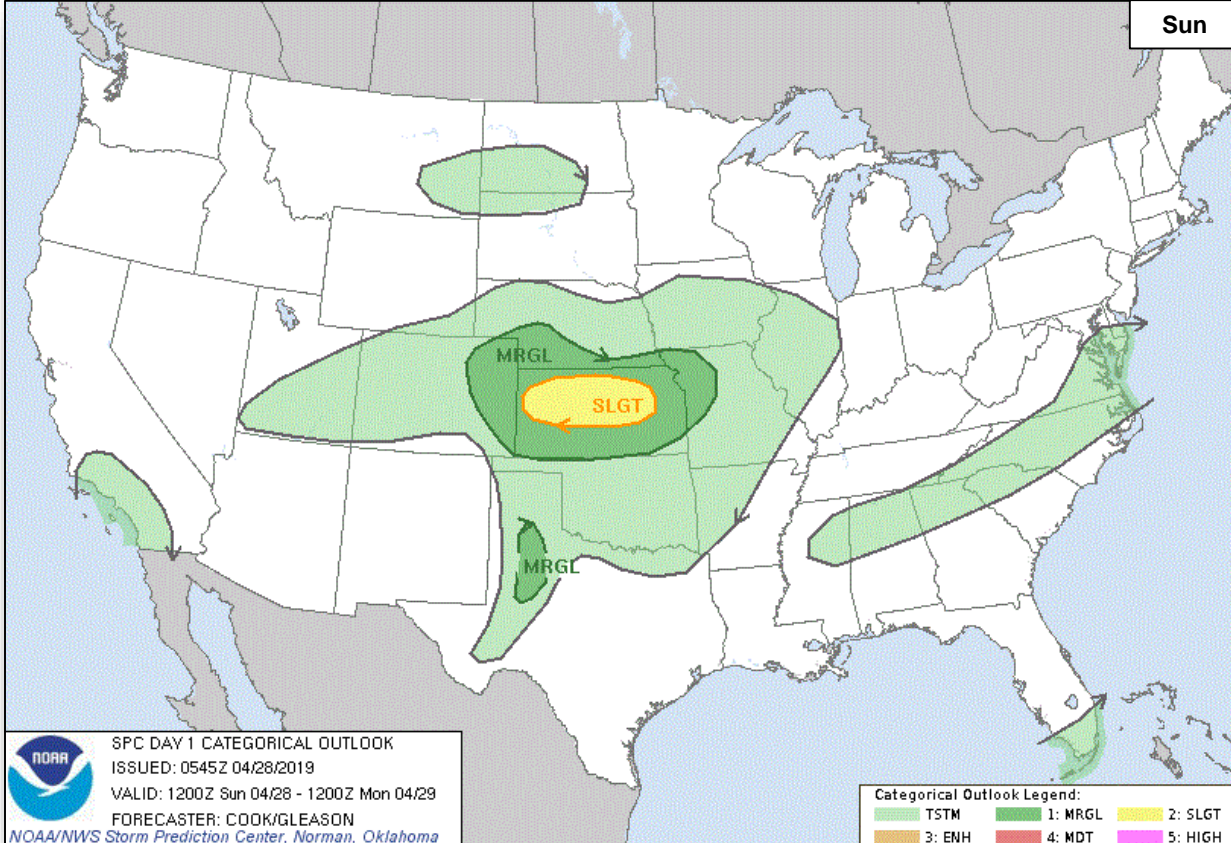 Sun
MRGL
SLGT
MRGL
NOAA
SPC DAY 1 CATEGORICAL OUTLOOK
ISSUED: 0545Z 04/28/2019
VALID: 1200Z Sun 04/28 - 1200Z Mon 04/29
FORECASTER: COOK/GLEASON
NOAA/NWS Storm Prediction Center, Norman, Oklahoma
Categorical Outlook Legend:
TSTM 1: MRGL 2: SLGT
3: ENH 4: MDT 5: HIGH